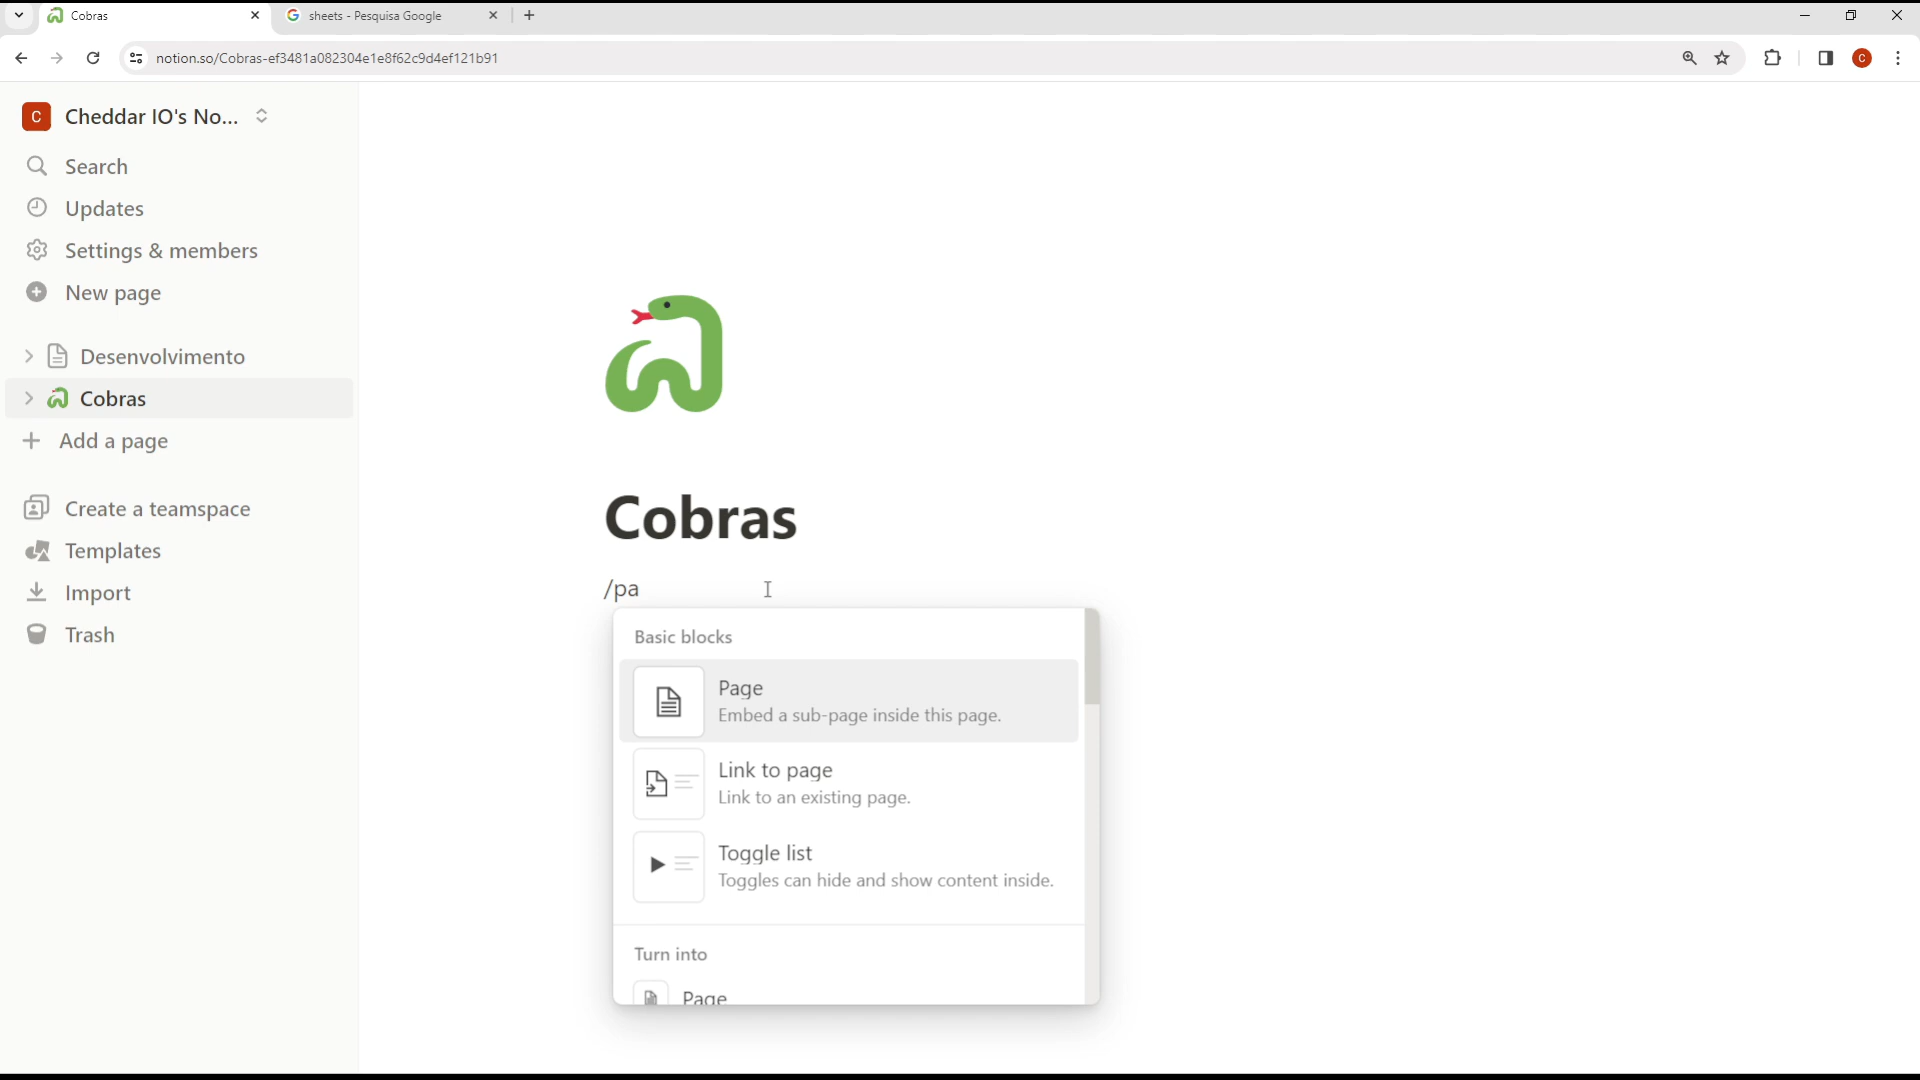 Cobras
sheets - Pesquisa Google
notion.so/Cobras-ef3481a082304e1e8f62c9d4ef121b91
C
C Cheddar IO's No...
Search
Updates
Settings & members
New page
Desenvolvimento
Cobras
Add a page
Create a teamspace
Templates
Import
Trash
Cobras
/pa
Basic blocks
Page
Embed a sub-page inside this page.
Link to page
Link to an existing page.
Toggle list
Toggles can hide and show content inside.
Turn into
Page